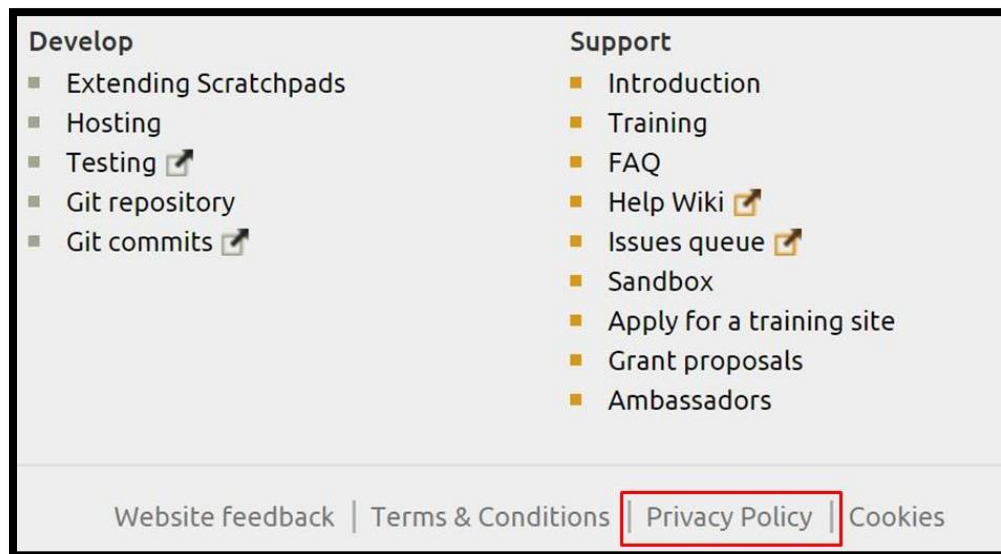 Develop
Extending Scratchpads
Hosting
Testing
Git repository
Git commits
Support
Introduction
Training
FAQ
Help Wiki
Issues queue
Sandbox
Apply for a training site
Grant proposals
Ambassadors
Website feedback | Terms & Conditions | Privacy Policy | Cookies